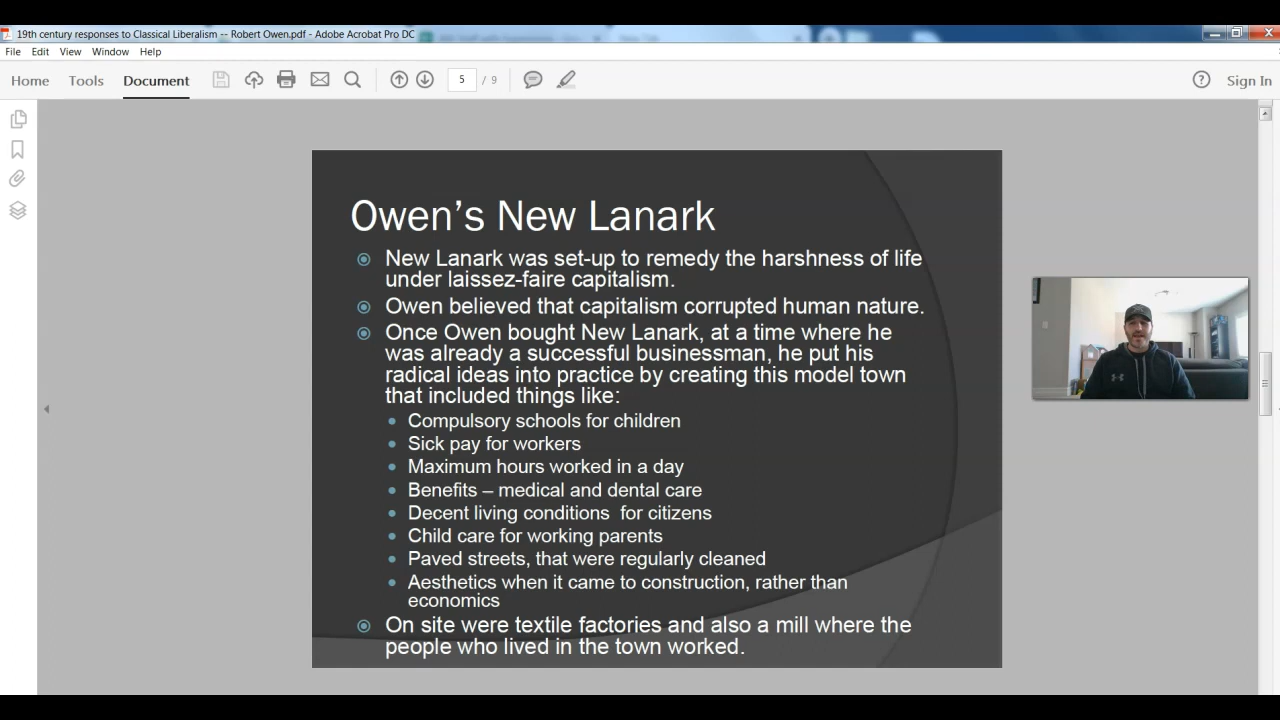 19th century responses to Classical Liberalism -- Robert Owen.pdf - Adobe Acrobat Pro DC
File Edit View Window Help
Home Tools Document 5 / 9 Sign In
Owen's New Lanark
New Lanark was set-up to remedy the harshness of life
under laissez-faire capitalism.
Owen believed that capitalism corrupted human nature.
Once Owen bought New Lanark, at a time where he
was already a successful businessman, he put his
radical ideas into practice by creating this model town
that included things like:
Compulsory schools for children
Sick pay for workers
Maximum hours worked in a day
Benefits – medical and dental care
Decent living conditions for citizens
Child care for working parents
Paved streets, that were regularly cleaned
Aesthetics when it came to construction, rather than
economics
On site were textile factories and also a mill where the
people who lived in the town worked.